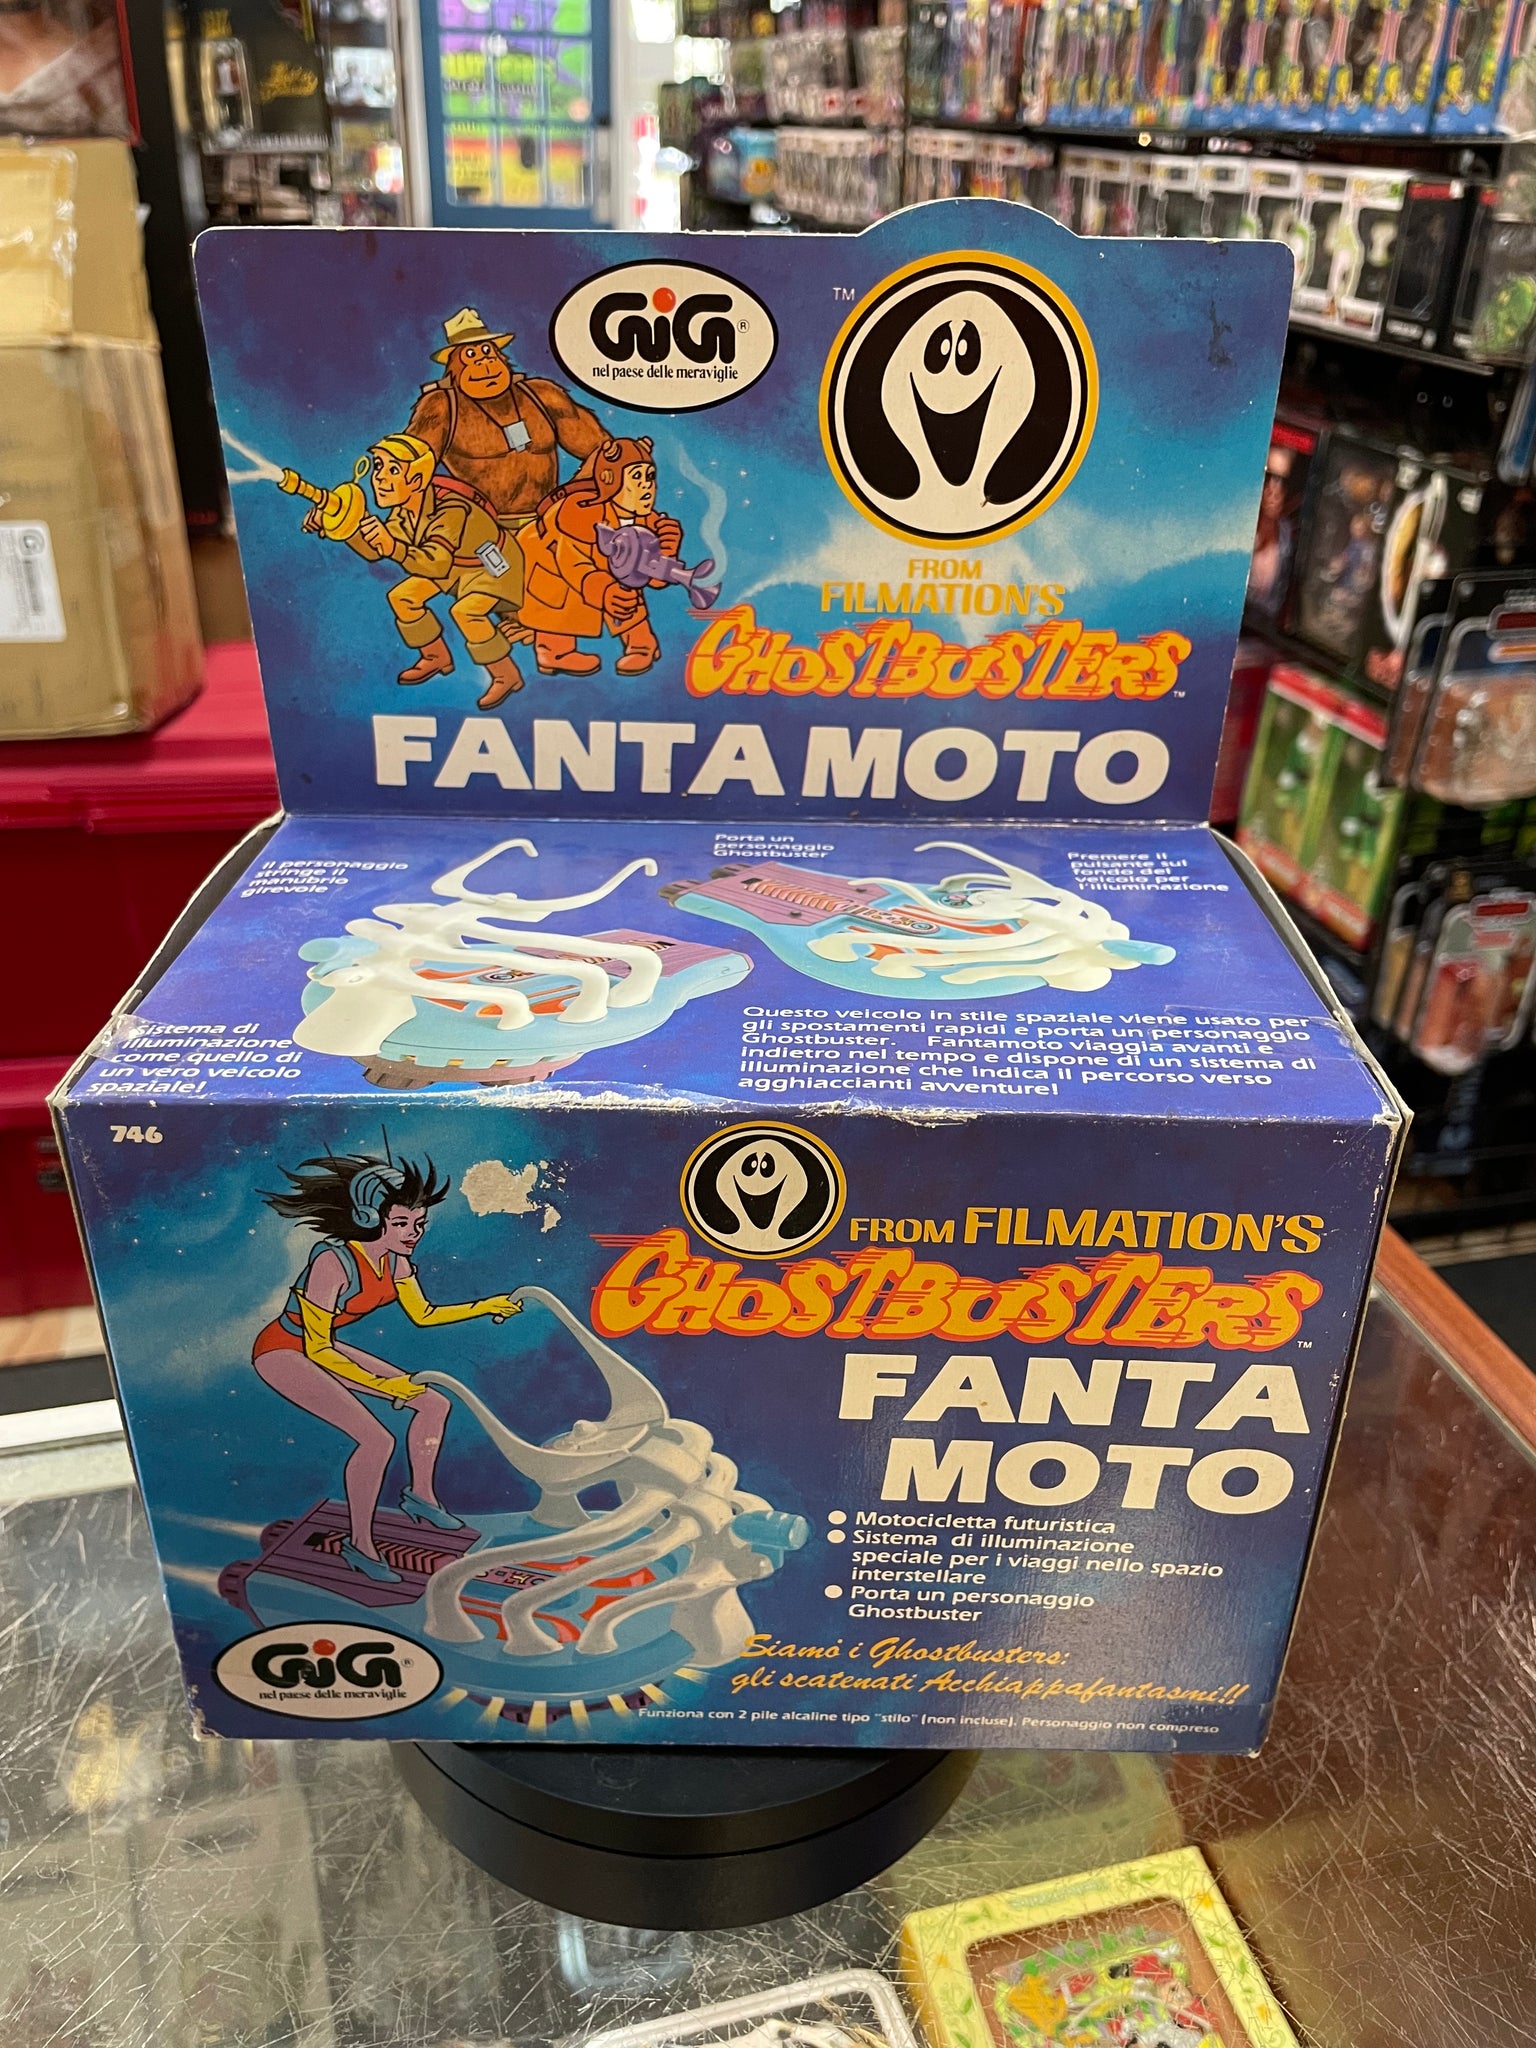 GiG ®
nel paese delle meraviglie
TM
FROM
FILMATION'S
GHOSTBUSTERS TM
FANTA MOTO
Il personaggio
stringe il
manubrio
girevole
Porta un
personaggio
Ghostbuster
Premere il
pulsante sul
fondo del
veicolo per
l'illuminazione
Sistema di
illuminazione
come quello di
un vero veicolo
spaziale!
Questo veicolo in stile spaziale viene usato per
gli spostamenti rapidi e porta un personaggio
Ghostbuster. Fantamoto viaggia avanti e
indietro nel tempo e dispone di un sistema di
illuminazione che indica il percorso verso
agghiaccianti avventure!
746
TM
FROM FILMATION'S
GHOSTBUSTERS TM
FANTA
MOTO
● Motocicletta futuristica
● Sistema di illuminazione
speciale per i viaggi nello spazio
interstellare
● Porta un personaggio
Ghostbuster
Siamo i Ghostbusters:
gli scatenati Acchiappafantasmi!!
GiG ®
nel paese delle meraviglie
Funziona con 2 pile alcaline tipo "stilo" (non incluse). Personaggio non compreso